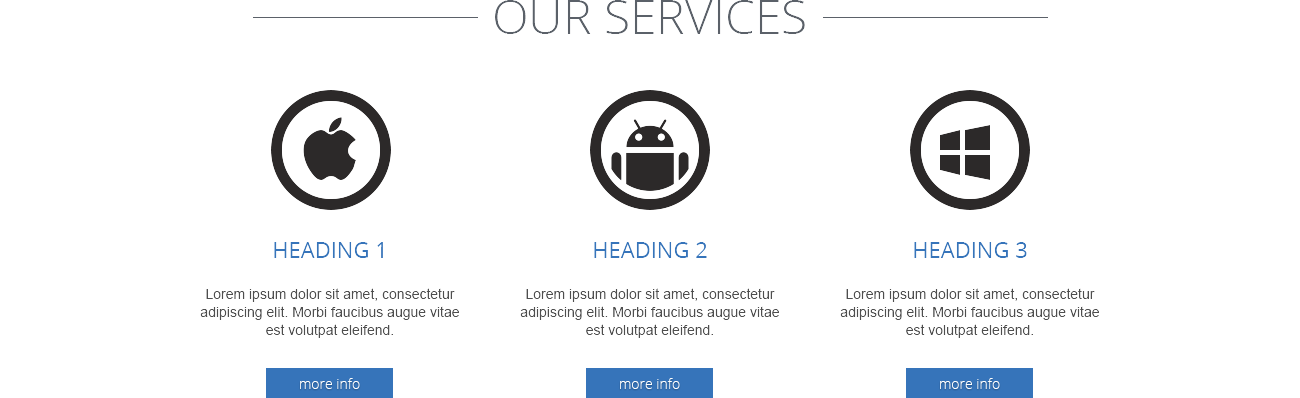 OUR SERVICES
HEADING 1
Lorem ipsum dolor sit amet, consectetur
adipiscing elit. Morbi faucibus augue vitae
est volutpat eleifend.
more info
HEADING 2
Lorem ipsum dolor sit amet, consectetur
adipiscing elit. Morbi faucibus augue vitae
est volutpat eleifend.
more info
HEADING 3
Lorem ipsum dolor sit amet, consectetur
adipiscing elit. Morbi faucibus augue vitae
est volutpat eleifend.
more info